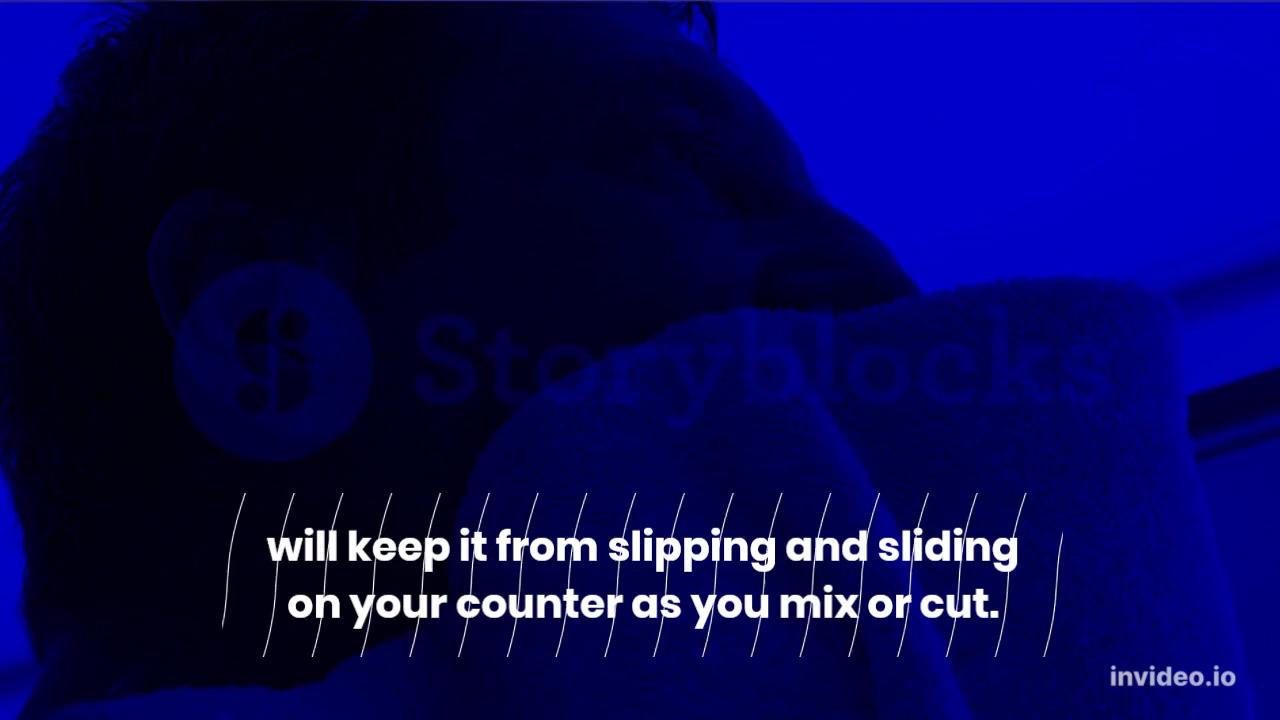 Storyblocks
will keep it from slipping and sliding
on your counter as you mix or cut.
invideo.io